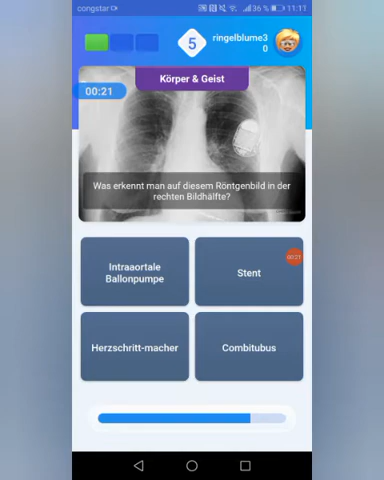 congstar
36 %
11:11
5
ringelblume3
0
Körper & Geist
00:21
Was erkennt man auf diesem Röntgenbild in der
rechten Bildhälfte?
Intraaortale
Ballonpumpe
Stent
00:21
Herzschritt-macher
Combitubus